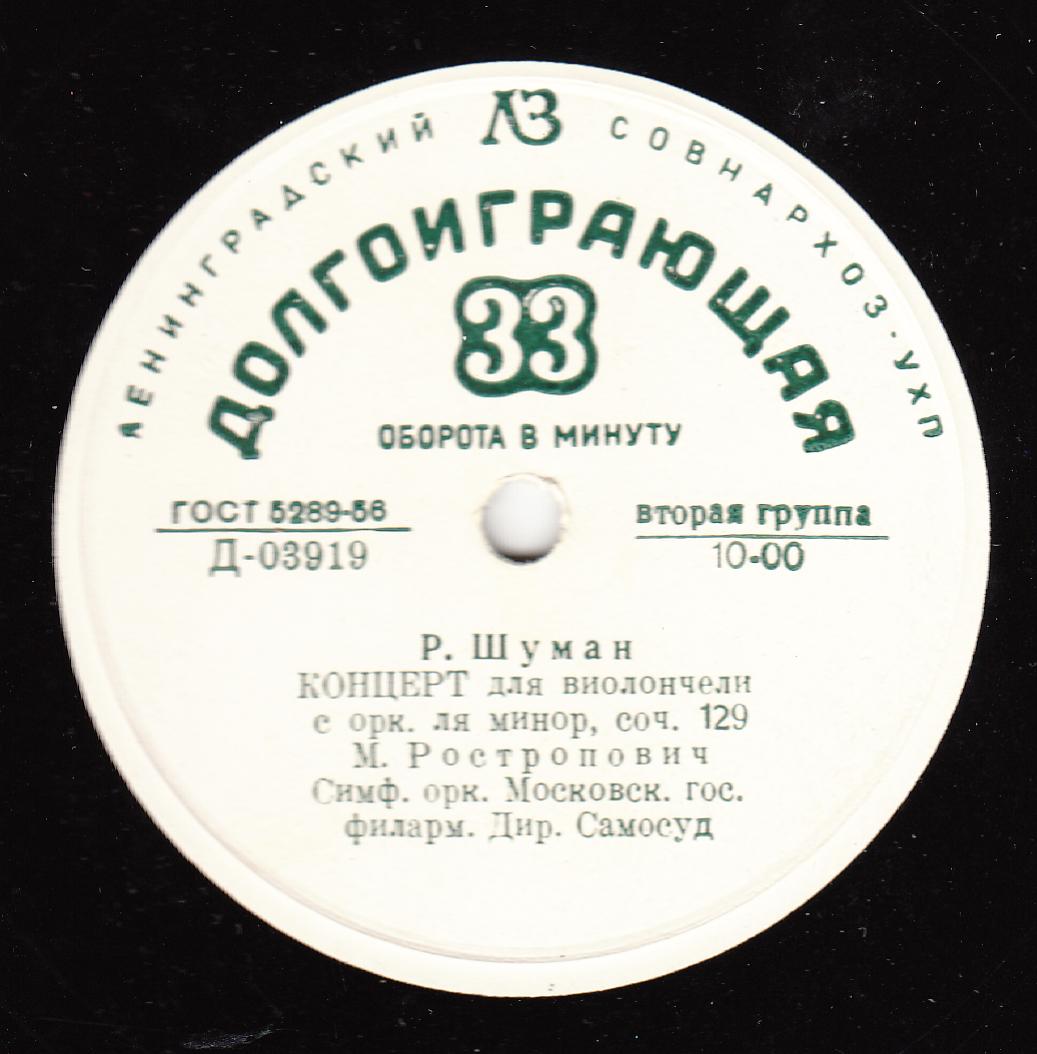 ЛЕНИНГРАДСКИЙ ЛЗ СОВНАРХОЗ · УХП
ДОЛГОИГРАЮЩАЯ
33
ОБОРОТА В МИНУТУ
ГОСТ 5289-56
Д-03919
вторая группа
10-00
Р. Шуман
КОНЦЕРТ для виолончели
с орк. ля минор, соч. 129
М. Ростропович
Симф. орк. Московск. гос.
филарм. Дир. Самосуд